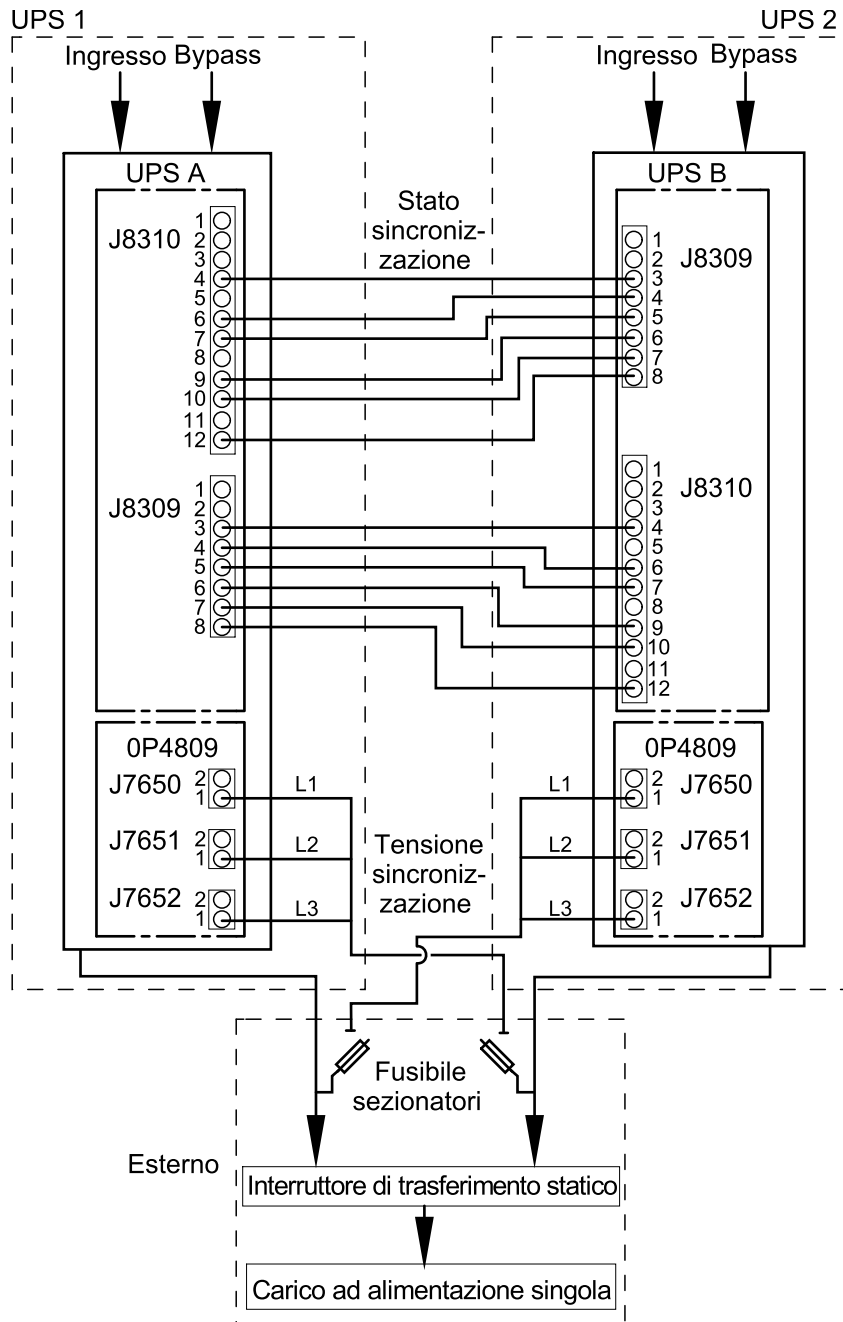 UPS 1
UPS 2
Ingresso Bypass
Ingresso Bypass
UPS A
UPS B
J8310
1
2
3
4
5
6
7
8
9
10
11
12
Stato
sincroniz-
zazione
1
2
3
4
5
6
7
8
J8309
J8309
1
2
3
4
5
6
7
8
1
2
3
4
5
6
7
8
9
10
11
12
J8310
0P4809
J7650
2
1
L1
J7651
2
1
L2
J7652
2
1
L3
Tensione
sincroniz-
zazione
0P4809
L1
2
1
J7650
L2
2
1
J7651
L3
2
1
J7652
Fusibile
sezionatori
Esterno
Interruttore di trasferimento statico
Carico ad alimentazione singola